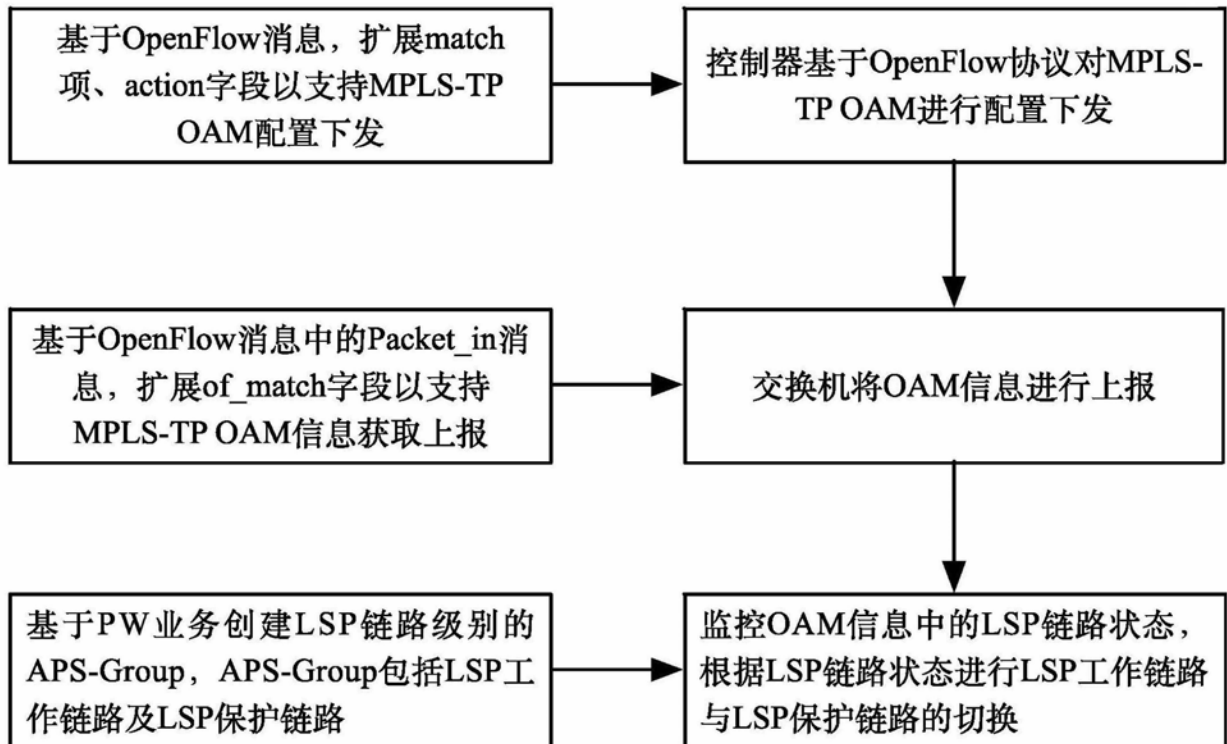 基于OpenFlow消息，扩展match
项、action字段以支持MPLS-TP
OAM配置下发
控制器基于OpenFlow协议对MPLS-
TP OAM进行配置下发
基于OpenFlow消息中的Packet_in消
息，扩展of_match字段以支持
MPLS-TP OAM信息获取上报
交换机将OAM信息进行上报
基于PW业务创建LSP链路级别的
APS-Group，APS-Group包括LSP工
作链路及LSP保护链路
监控OAM信息中的LSP链路状态，
根据LSP链路状态进行LSP工作链路
与LSP保护链路的切换